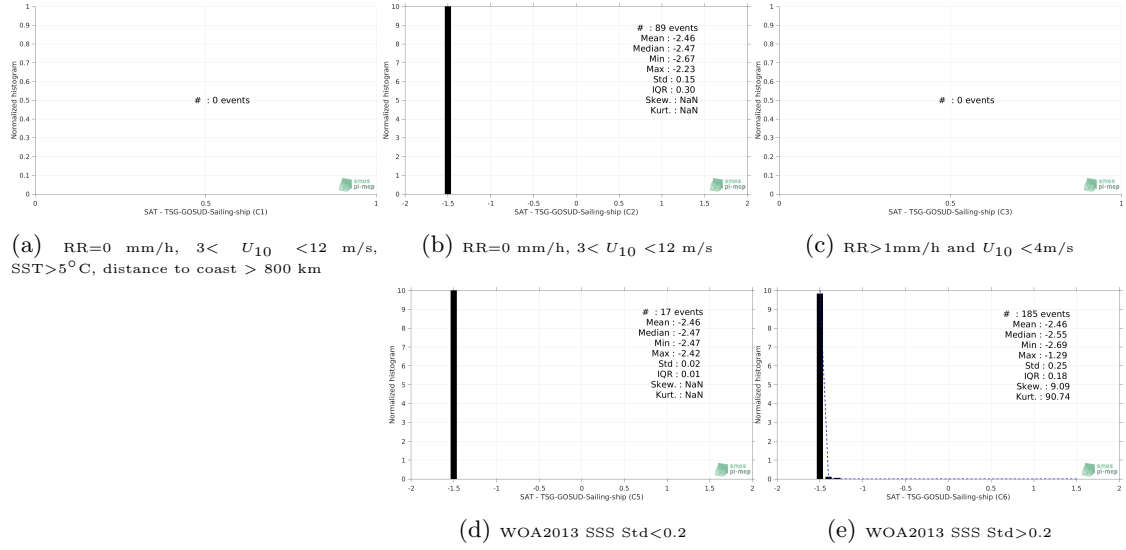 1
0.9
0.8
0.7
0.6
0.5
0.4
0.3
0.2
0.1
0
Normalized histogram
# : 0 events
smos
pi-mep
0 0.5 1
SAT - TSG-GOSUD-Sailing-ship (C1)
(a) RR=0 mm/h, 3< U10 <12 m/s,
SST>5°C, distance to coast > 800 km
10
9
8
7
6
5
4
3
2
1
0
Normalized histogram
# : 89 events
Mean : -2.46
Median : -2.47
Min : -2.67
Max : -2.23
Std : 0.15
IQR : 0.30
Skew. : NaN
Kurt. : NaN
smos
pi-mep
-2 -1.5 -1 -0.5 0 0.5 1 1.5 2
SAT - TSG-GOSUD-Sailing-ship (C2)
(b) RR=0 mm/h, 3< U10 <12 m/s
1
0.9
0.8
0.7
0.6
0.5
0.4
0.3
0.2
0.1
0
Normalized histogram
# : 0 events
smos
pi-mep
0 0.5 1
SAT - TSG-GOSUD-Sailing-ship (C3)
(c) RR>1mm/h and U10 <4m/s
10
9
8
7
6
5
4
3
2
1
0
Normalized histogram
# : 17 events
Mean : -2.46
Median : -2.47
Min : -2.47
Max : -2.42
Std : 0.02
IQR : 0.01
Skew. : NaN
Kurt. : NaN
smos
pi-mep
-2 -1.5 -1 -0.5 0 0.5 1 1.5 2
SAT - TSG-GOSUD-Sailing-ship (C5)
(d) WOA2013 SSS Std<0.2
10
9
8
7
6
5
4
3
2
1
0
Normalized histogram
# : 185 events
Mean : -2.46
Median : -2.55
Min : -2.69
Max : -1.29
Std : 0.25
IQR : 0.18
Skew. : 9.09
Kurt. : 90.74
smos
pi-mep
-2 -1.5 -1 -0.5 0 0.5 1 1.5 2
SAT - TSG-GOSUD-Sailing-ship (C6)
(e) WOA2013 SSS Std>0.2